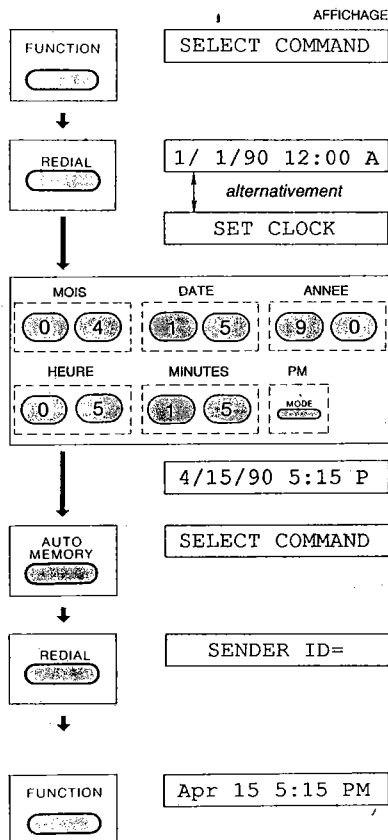 AFFICHAGE
FUNCTION
SELECT COMMAND
REDIAL
1/ 1/90 12:00 A
alternativement
SET CLOCK
MOIS DATE ANNEE
0 4 1 5 9 0
HEURE MINUTES PM
0 5 1 5 MODE
4/15/90 5:15 P
AUTO
MEMORY
SELECT COMMAND
REDIAL
SENDER ID=
FUNCTION
Apr 15 5:15 PM